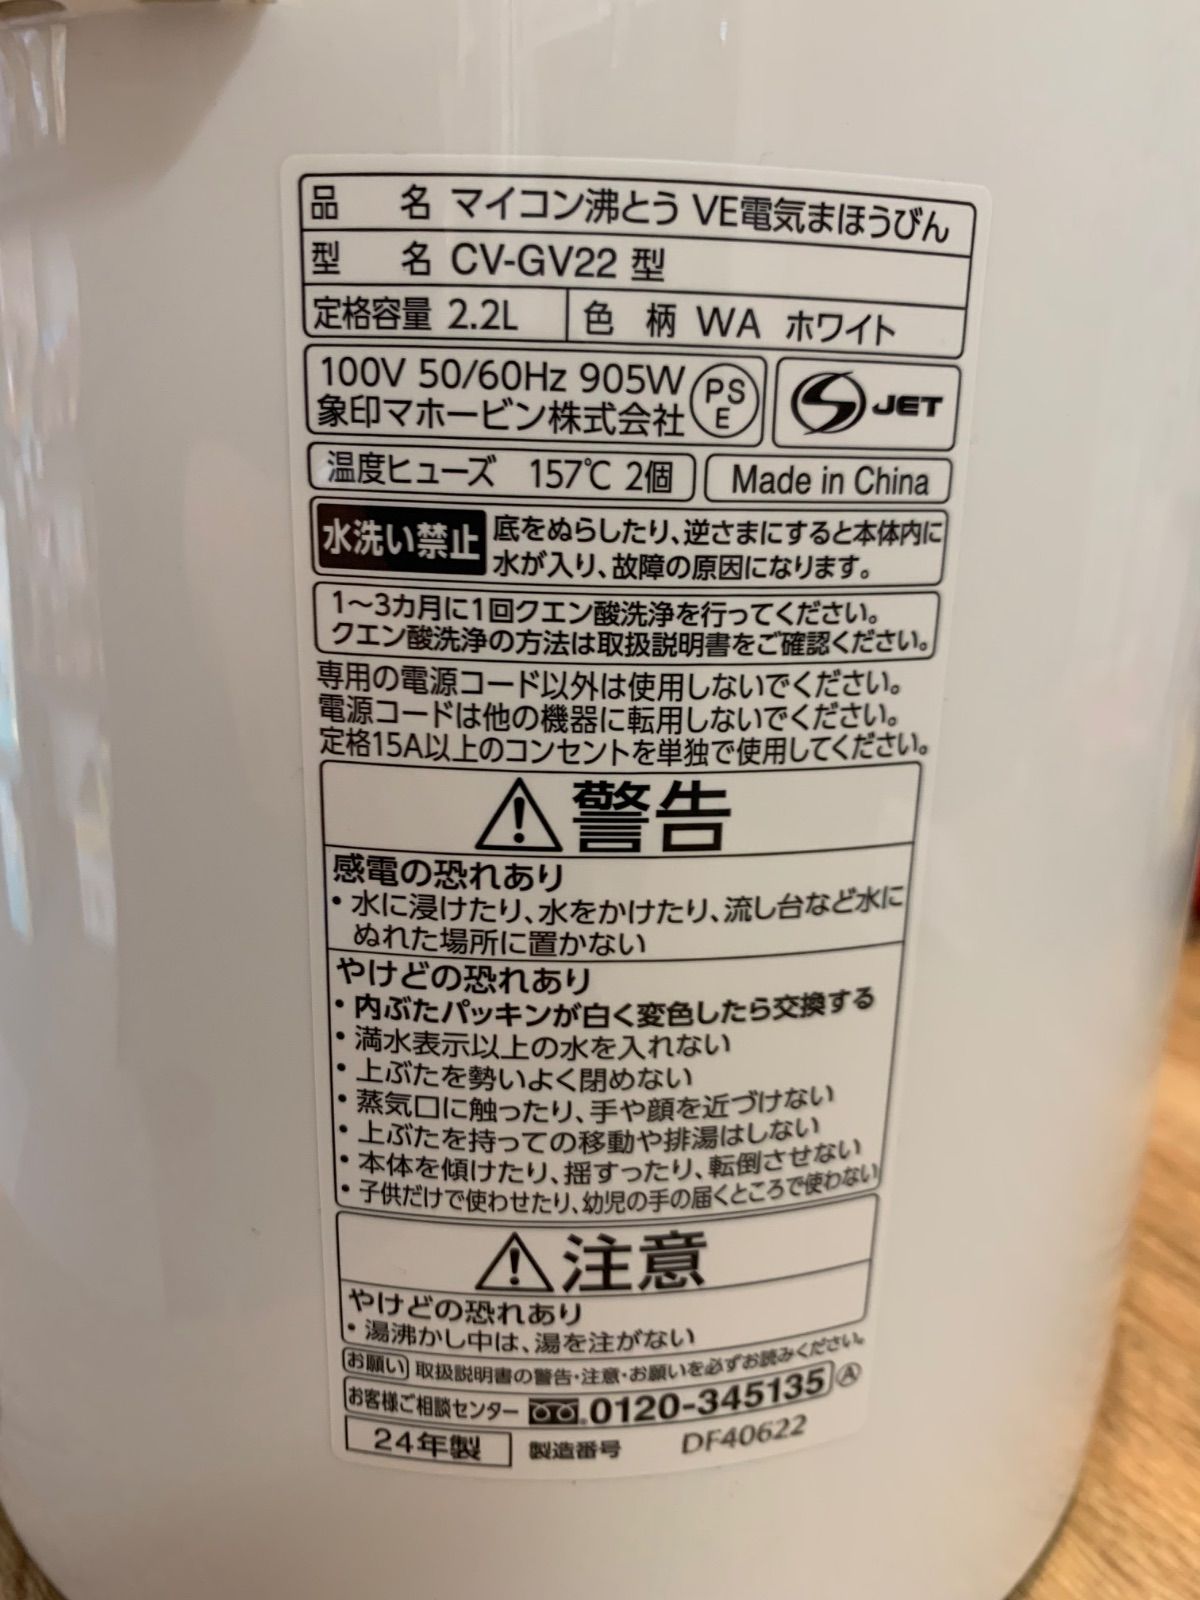 品名 マイコン沸とう VE電気まほうびん
型名 CV-GV22 型
定格容量 2.2L 色柄 WA ホワイト
100V 50/60Hz 905W
象印マホービン株式会社
PSE
JET
温度ヒューズ 157℃ 2個
Made in China
水洗い禁止
底をぬらしたり、逆さまにすると本体内に
水が入り、故障の原因になります。
1〜3カ月に1回クエン酸洗浄を行ってください。
クエン酸洗浄の方法は取扱説明書をご確認ください。
専用の電源コード以外は使用しないでください。
電源コードは他の機器に転用しないでください。
定格15A以上のコンセントを単独で使用してください。
警告
感電の恐れあり
・水に浸けたり、水をかけたり、流し台など水に
ぬれた場所に置かない
やけどの恐れあり
・内ぶたパッキンが白く変色したら交換する
・満水表示以上の水を入れない
・上ぶたを勢いよく閉めない
・蒸気口に触ったり、手や顔を近づけない
・上ぶたを持っての移動や排湯はしない
・本体を傾けたり、揺すったり、転倒させない
・子供だけで使わせたり、幼児の手の届くところで使わない
注意
やけどの恐れあり
・湯沸かし中は、湯を注がない
お願い 取扱説明書の警告・注意・お願いを必ずお読みください。
お客様ご相談センター 0120-345135 A
24年製 製造番号 DF40622